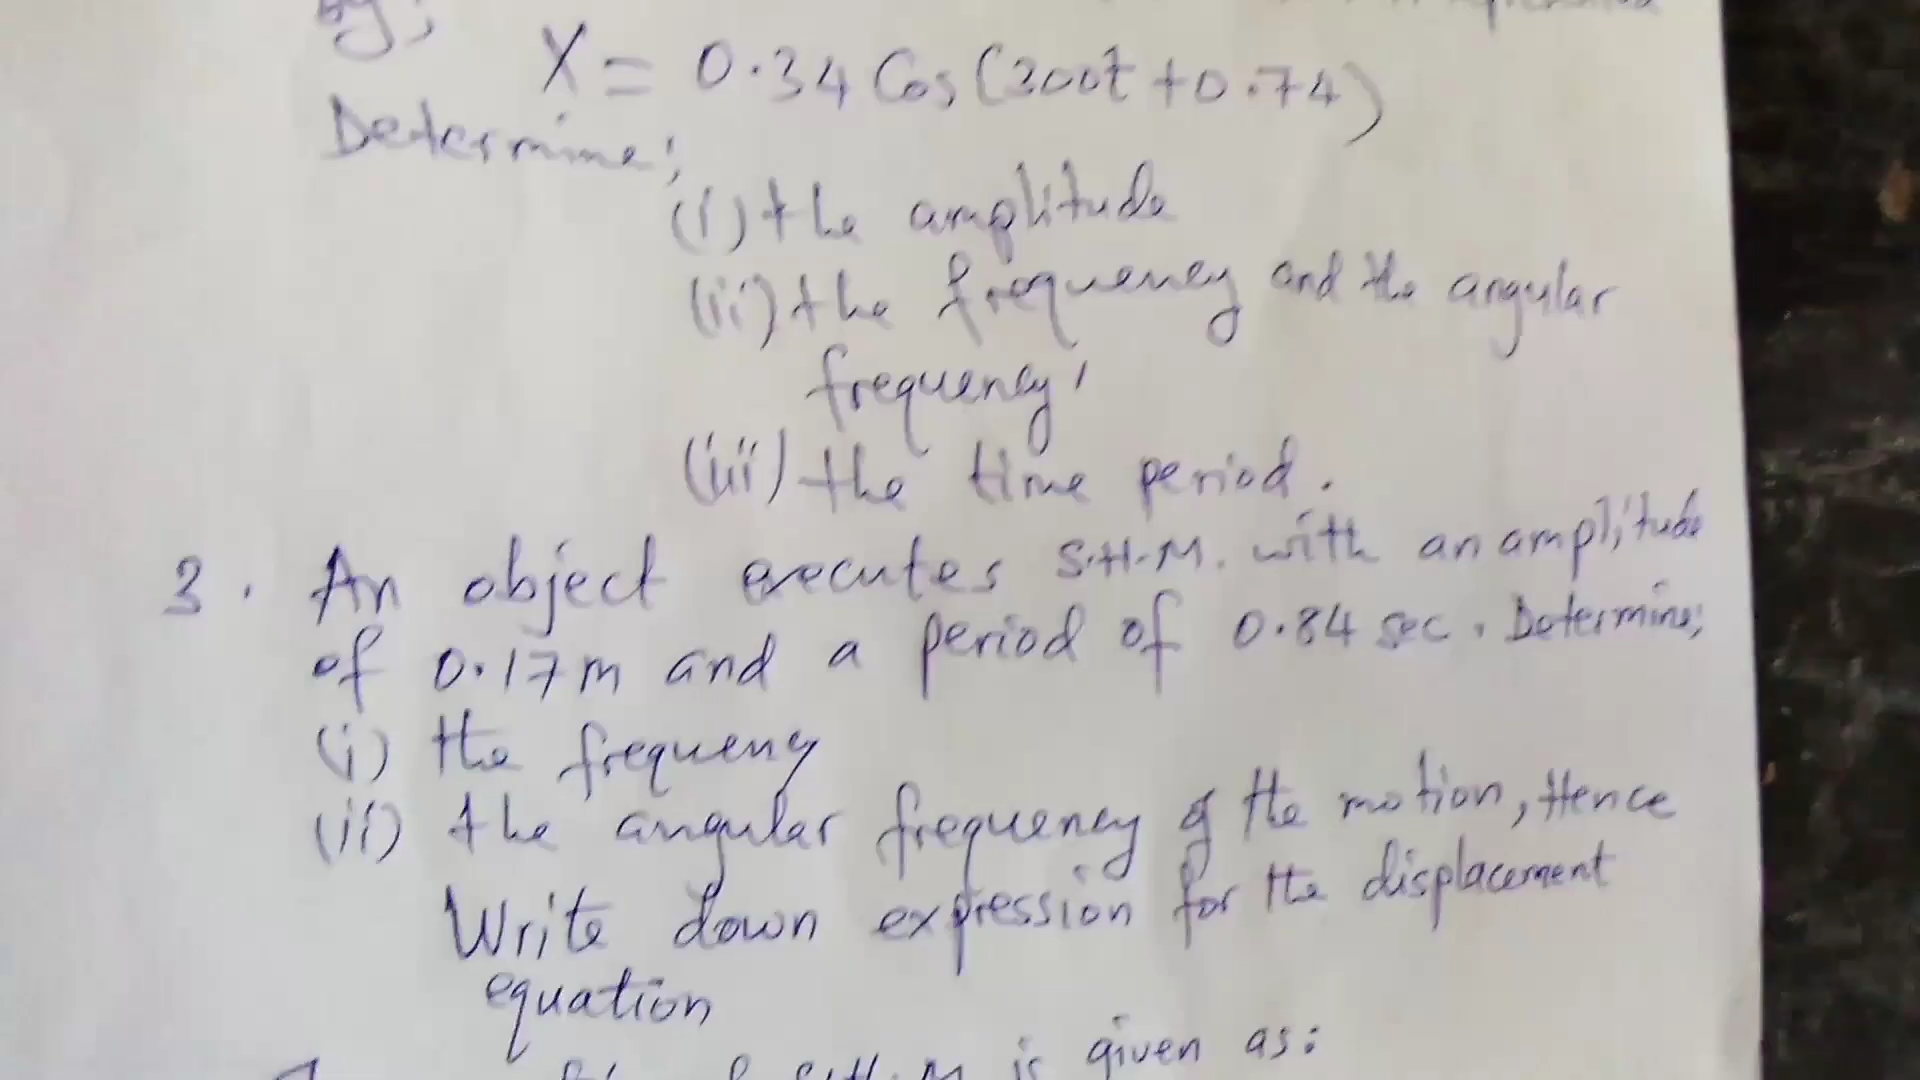 by;
X = 0.34 Cos(300t + 0.74)
Determine;
(i) the amplitude
(ii) the frequency and the angular
frequency,
(iii) the time period.
3. An object executes S.H.M. with an amplitude
of 0.17m and a period of 0.84 sec. Determine;
(i) the frequency
(ii) the angular frequency of the motion, Hence
Write down expression for the displacement
equation
S.H.M is given as: